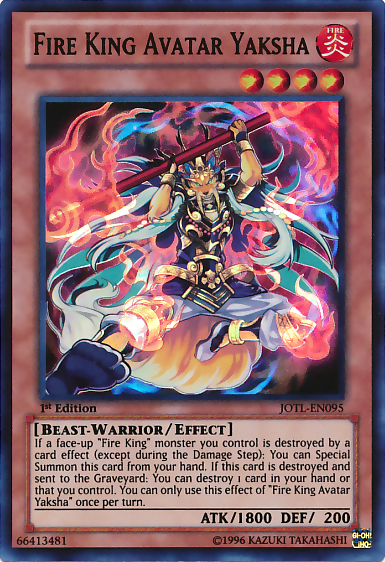 FIRE KING AVATAR YAKSHA
FIRE
炎
1st Edition
JOTL-EN095
[BEAST-WARRIOR/EFFECT]
If a face-up "Fire King" monster you control is destroyed by a
card effect (except during the Damage Step): You can Special
Summon this card from your hand. If this card is destroyed and
sent to the Graveyard: You can destroy 1 card in your hand or
that you control. You can only use this effect of "Fire King Avatar
Yaksha" once per turn.
ATK/1800 DEF/ 200
66413481
©1996 KAZUKI TAKAHASHI